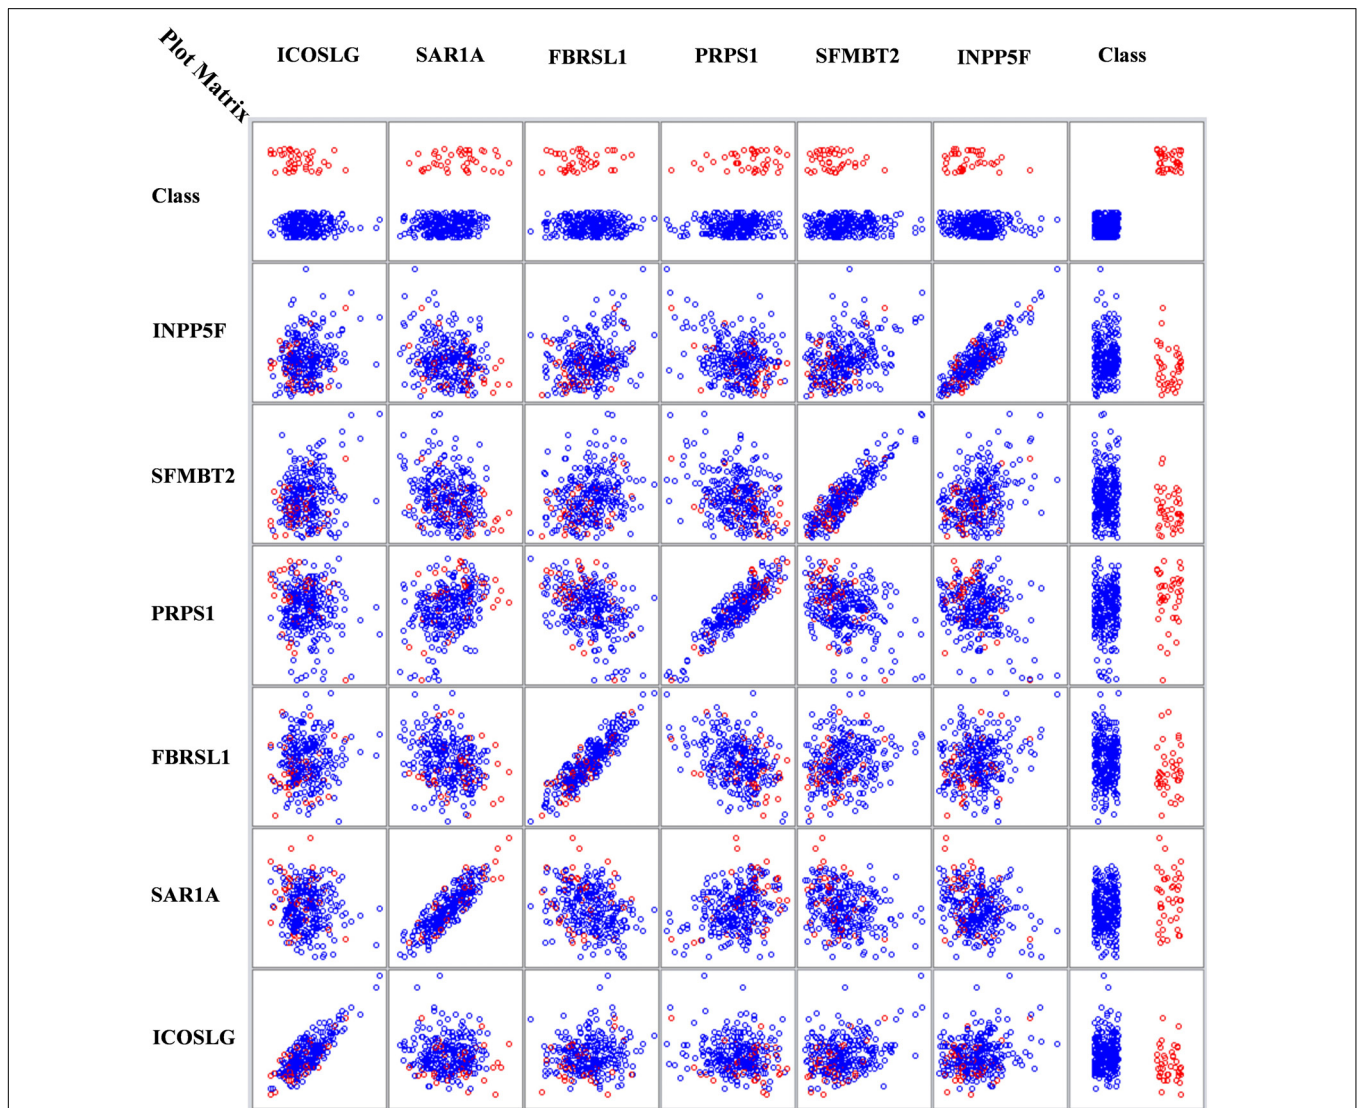 Plot Matrix
ICOSLG SAR1A FBRSL1 PRPS1 SFMBT2 INPP5F Class
Class
INPP5F
SFMBT2
PRPS1
FBRSL1
SAR1A
ICOSLG